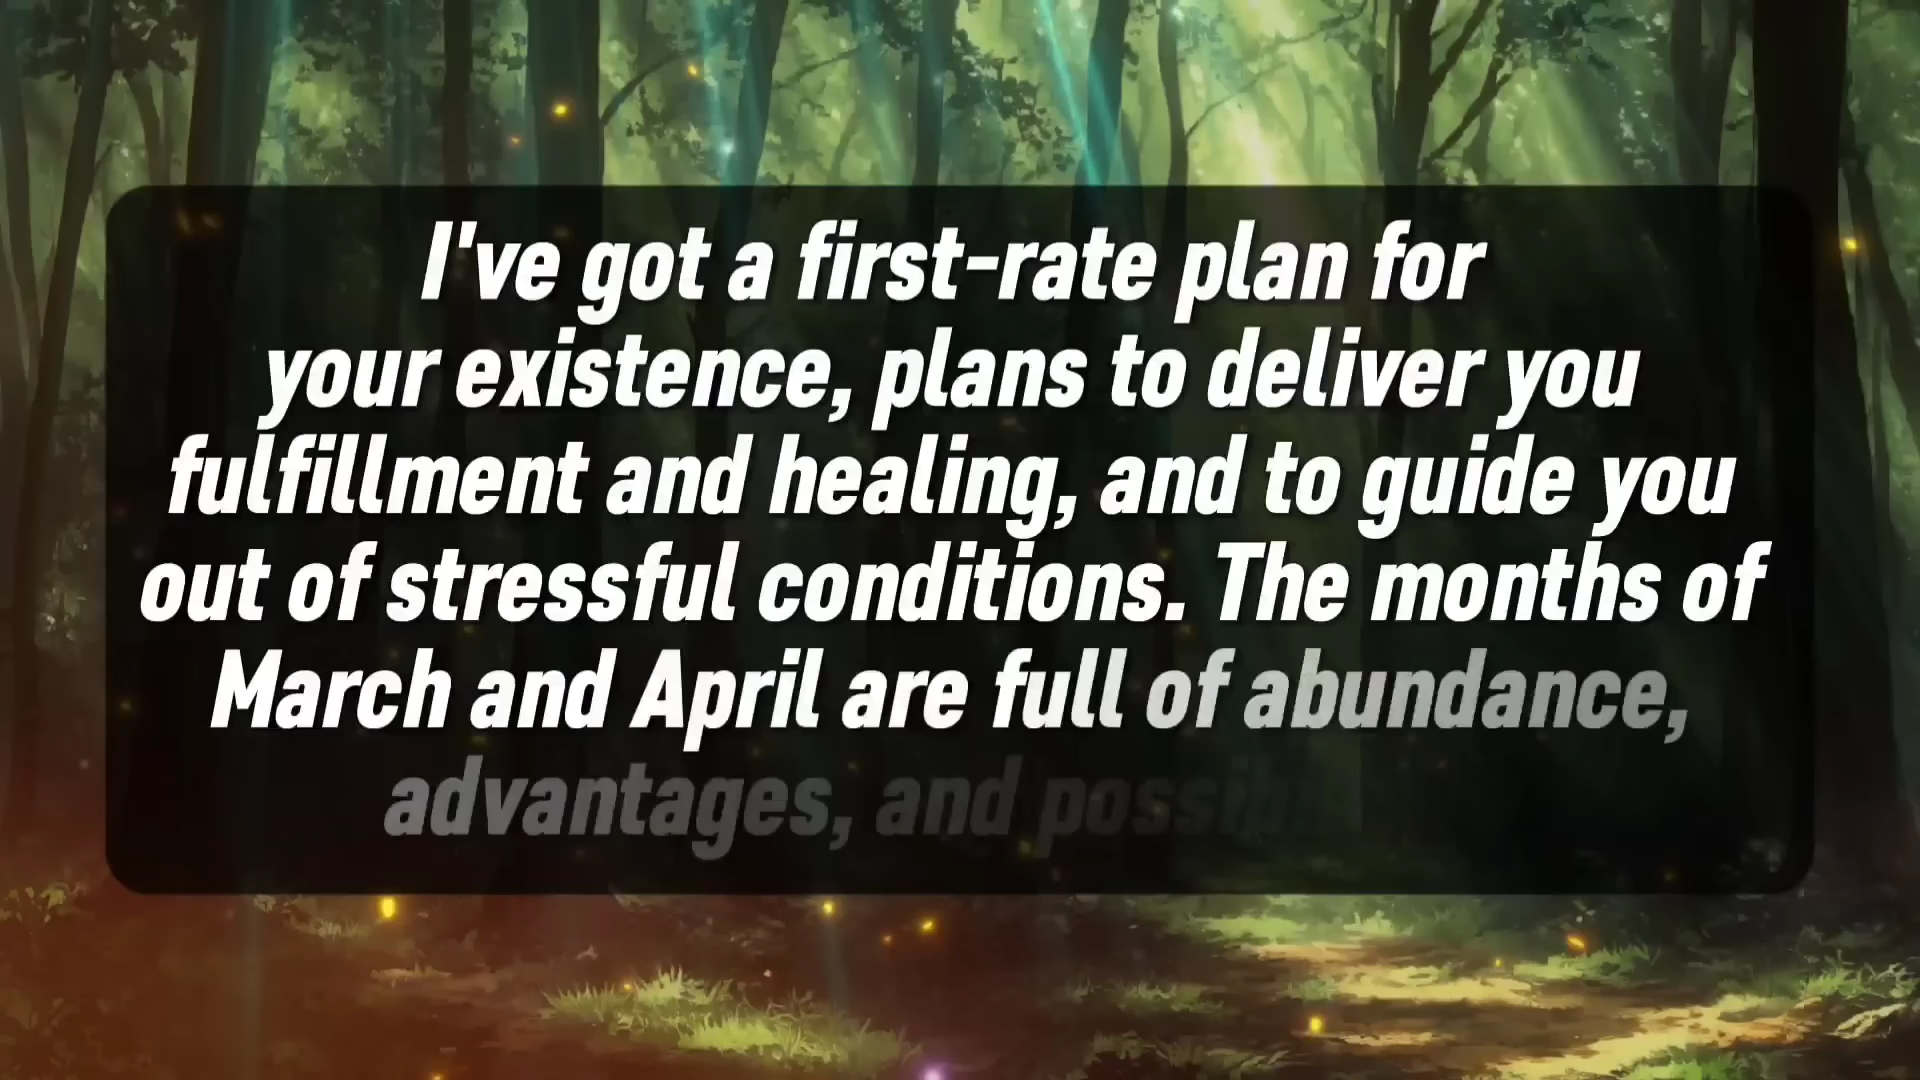 I've got a first-rate plan for
your existence, plans to deliver you
fulfillment and healing, and to guide you
out of stressful conditions. The months of
March and April are full of abundance,
advantages, and